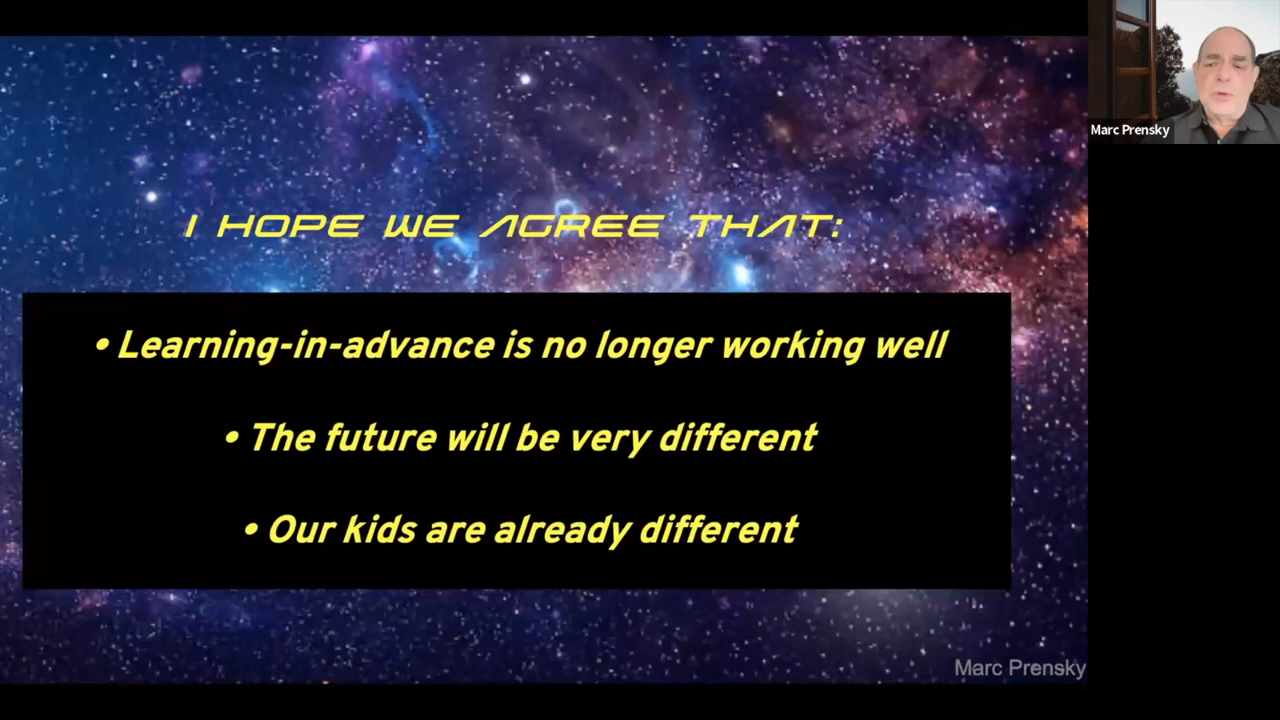 I HOPE WE AGREE THAT:
• Learning-in-advance is no longer working well
• The future will be very different
• Our kids are already different
Marc Prensky
Marc Prensky